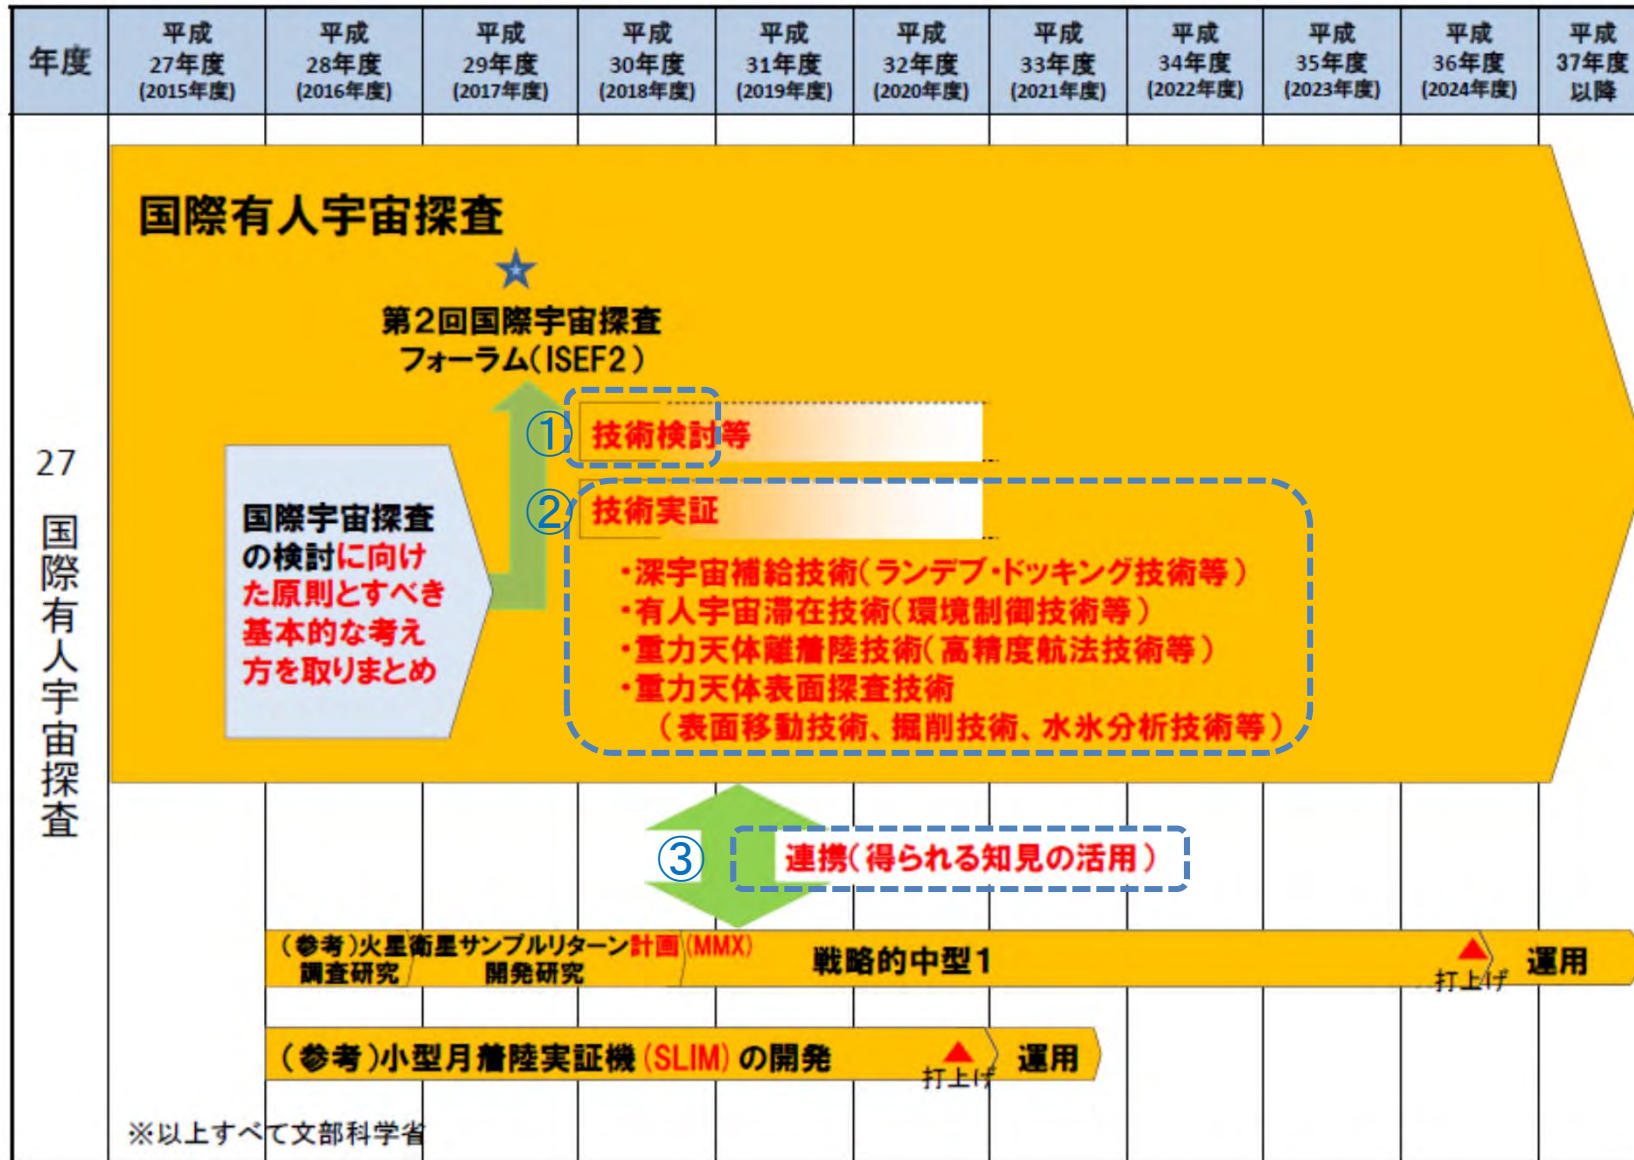 年度
平成
27年度
(2015年度)
平成
28年度
(2016年度)
平成
29年度
(2017年度)
平成
30年度
(2018年度)
平成
31年度
(2019年度)
平成
32年度
(2020年度)
平成
33年度
(2021年度)
平成
34年度
(2022年度)
平成
35年度
(2023年度)
平成
36年度
(2024年度)
平成
37年度
以降
27 国際有人宇宙探査
国際有人宇宙探査
第2回国際宇宙探査
フォーラム(ISEF2)
国際宇宙探査
の検討に向け
た原則とすべき
基本的な考え
方を取りまとめ
① 技術検討等
② 技術実証
・深宇宙補給技術(ランデブ・ドッキング技術等)
・有人宇宙滞在技術(環境制御技術等)
・重力天体離着陸技術(高精度航法技術等)
・重力天体表面探査技術
(表面移動技術、掘削技術、水氷分析技術等)
③ 連携(得られる知見の活用)
(参考)火星衛星サンプルリターン計画(MMX)
調査研究 開発研究
戦略的中型1
打上げ
運用
(参考)小型月着陸実証機(SLIM)の開発
打上げ
運用
※以上すべて文部科学省